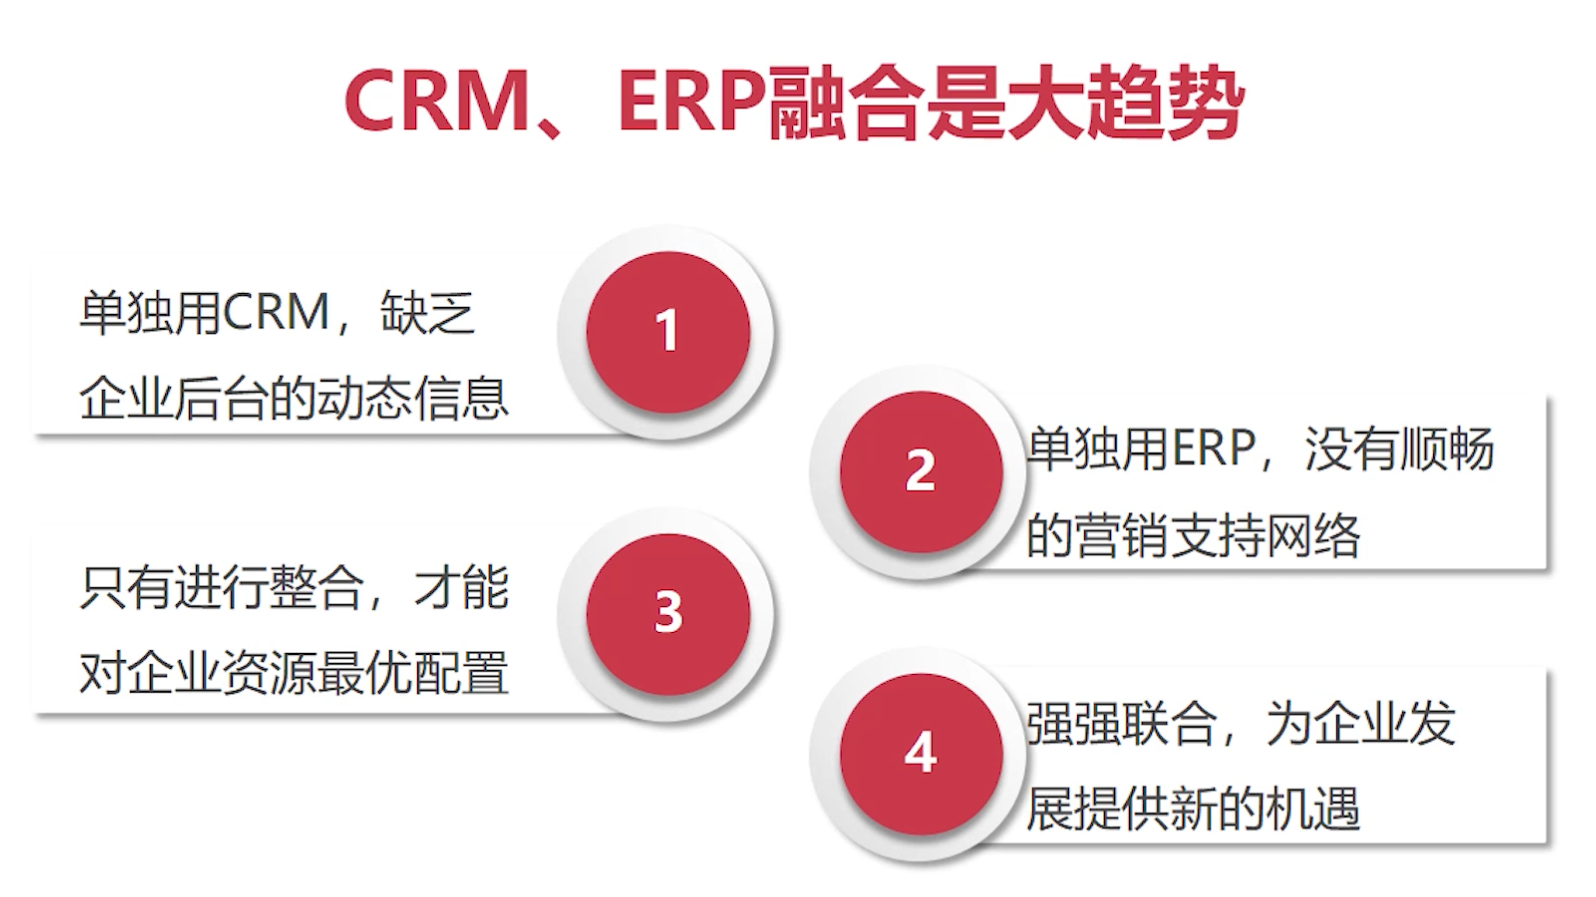 CRM、ERP融合是大趋势
1
单独用CRM，缺乏
企业后台的动态信息
2
单独用ERP，没有顺畅
的营销支持网络
3
只有进行整合，才能
对企业资源最优配置
4
强强联合，为企业发
展提供新的机遇